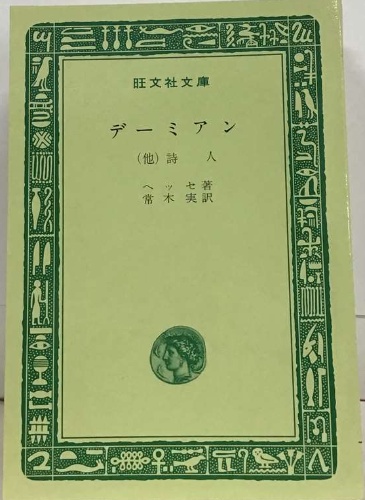 旺文社文庫
デーミアン
(他)詩 人
ヘッセ著
常木実訳